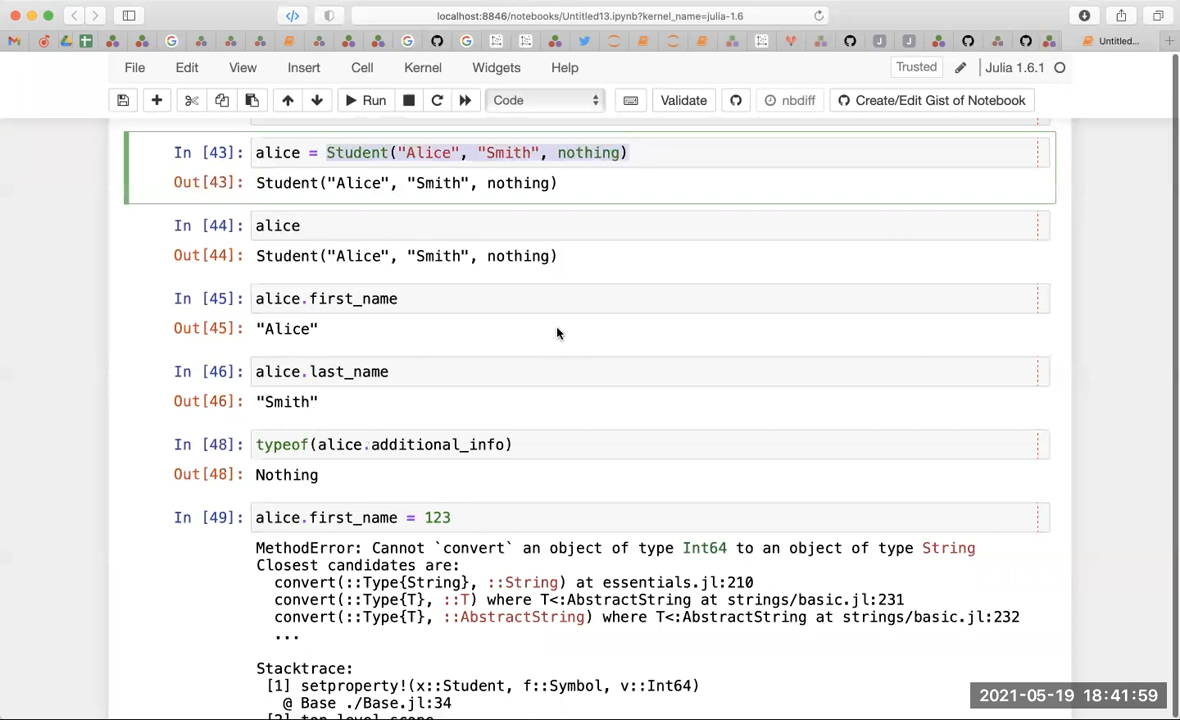 localhost:8846/notebooks/Untitled13.ipynb?kernel_name=julia-1.6
Untitled...
File Edit View Insert Cell Kernel Widgets Help Trusted Julia 1.6.1
Run Code Validate nbdiff Create/Edit Gist of Notebook
In [43]: alice = Student("Alice", "Smith", nothing)
Out[43]: Student("Alice", "Smith", nothing)
In [44]: alice
Out[44]: Student("Alice", "Smith", nothing)
In [45]: alice.first_name
Out[45]: "Alice"
In [46]: alice.last_name
Out[46]: "Smith"
In [48]: typeof(alice.additional_info)
Out[48]: Nothing
In [49]: alice.first_name = 123
MethodError: Cannot `convert` an object of type Int64 to an object of type String
Closest candidates are:
convert(::Type{String}, ::String) at essentials.jl:210
convert(::Type{T}, ::T) where T<:AbstractString at strings/basic.jl:231
convert(::Type{T}, ::AbstractString) where T<:AbstractString at strings/basic.jl:232
...
Stacktrace:
[1] setproperty!(x::Student, f::Symbol, v::Int64)
@ Base ./Base.jl:34
[2] top-level scope
2021-05-19 18:41:59